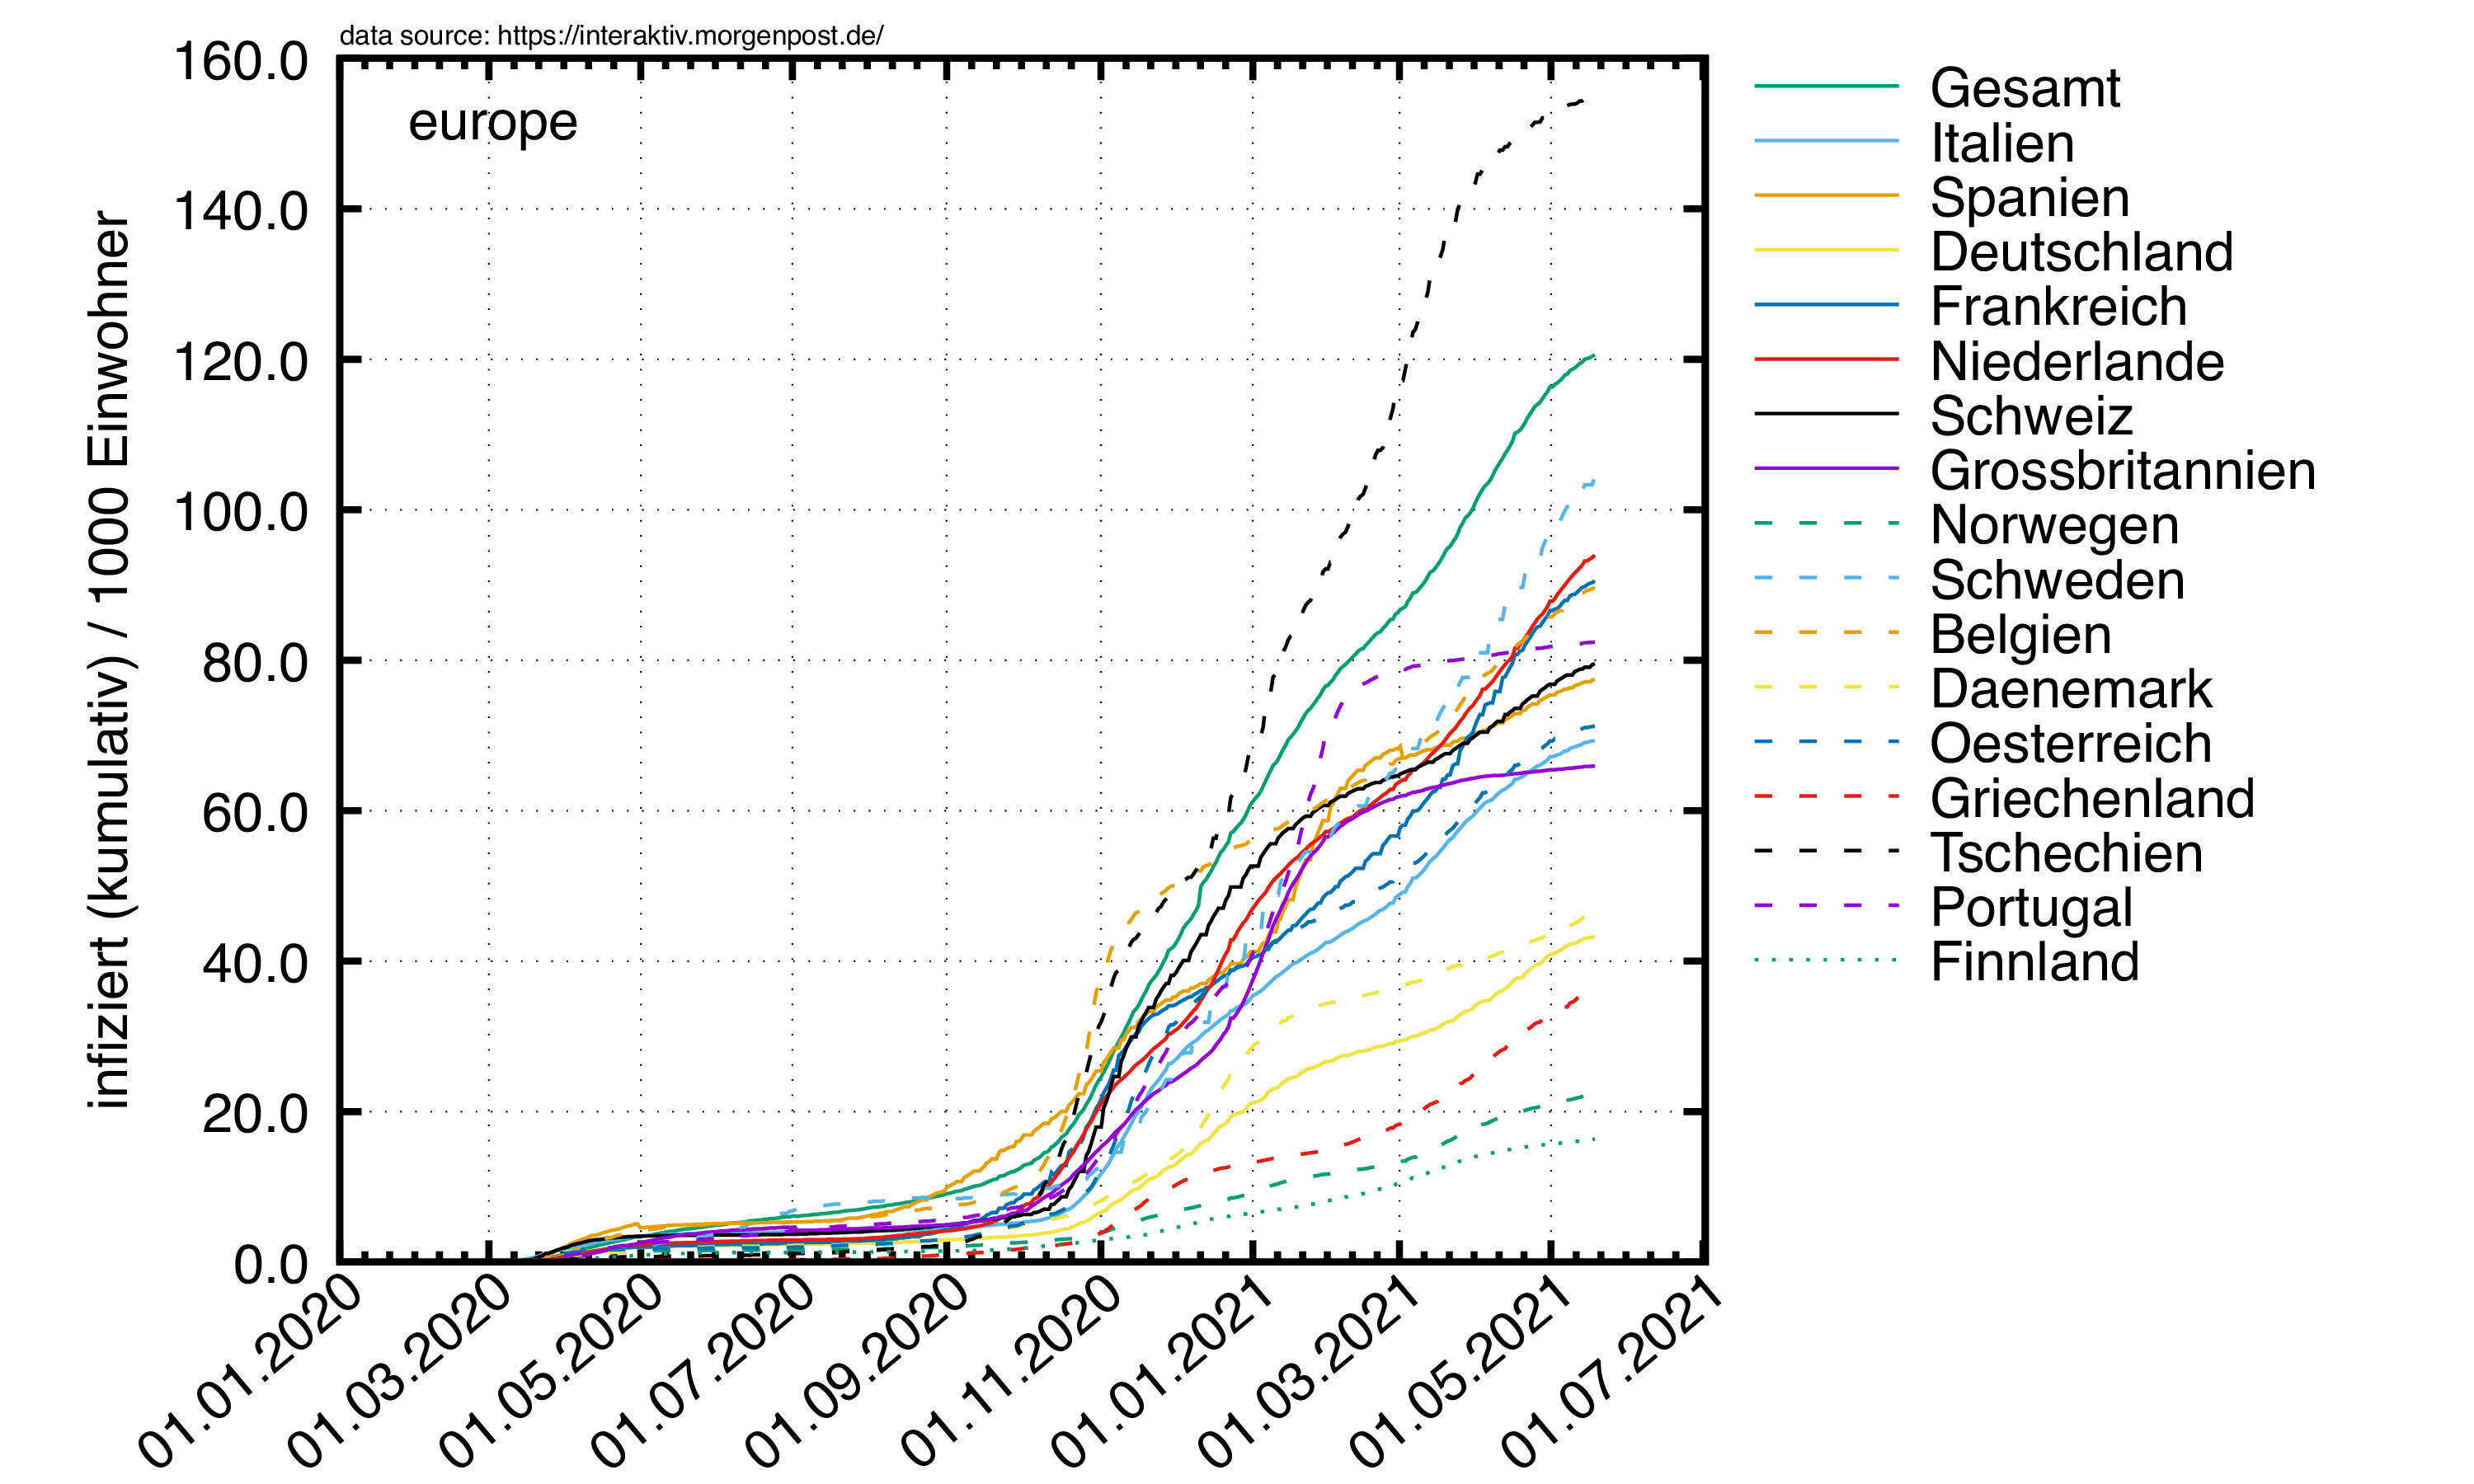 data source: https://interaktiv.morgenpost.de/
europe
infiziert (kumulativ) / 1000 Einwohner
160.0
140.0
120.0
100.0
80.0
60.0
40.0
20.0
0.0
01.01.2020
01.03.2020
01.05.2020
01.07.2020
01.09.2020
01.11.2020
01.01.2021
01.03.2021
01.05.2021
01.07.2021
Gesamt
Italien
Spanien
Deutschland
Frankreich
Niederlande
Schweiz
Grossbritannien
Norwegen
Schweden
Belgien
Daenemark
Oesterreich
Griechenland
Tschechien
Portugal
Finnland